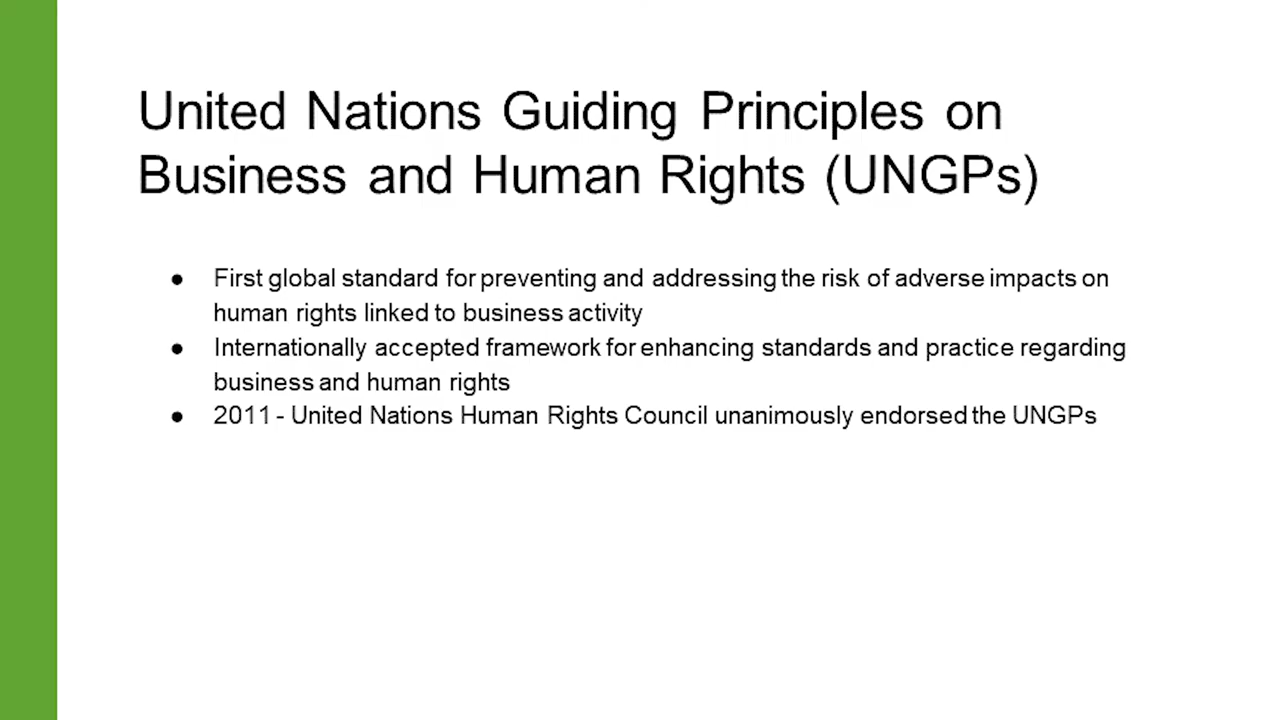 United Nations Guiding Principles on
Business and Human Rights (UNGPs)
● First global standard for preventing and addressing the risk of adverse impacts on
human rights linked to business activity
● Internationally accepted framework for enhancing standards and practice regarding
business and human rights
● 2011 - United Nations Human Rights Council unanimously endorsed the UNGPs